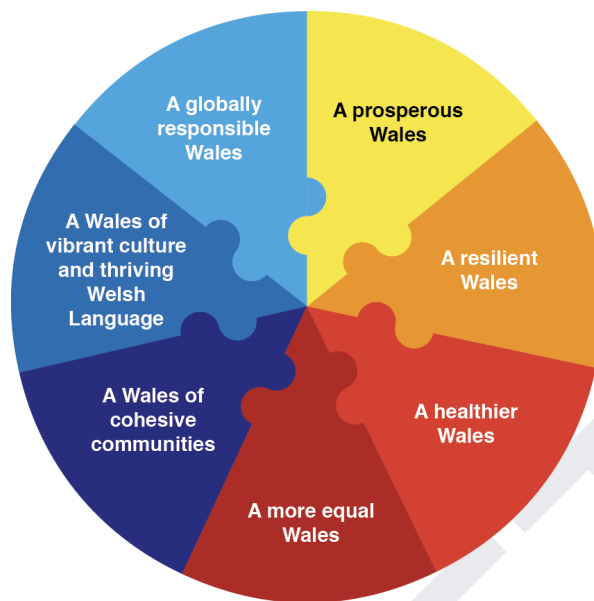 A prosperous
Wales
A resilient
Wales
A healthier
Wales
A more equal
Wales
A Wales of
cohesive
communities
A Wales of
vibrant culture
and thriving
Welsh
Language
A globally
responsible
Wales